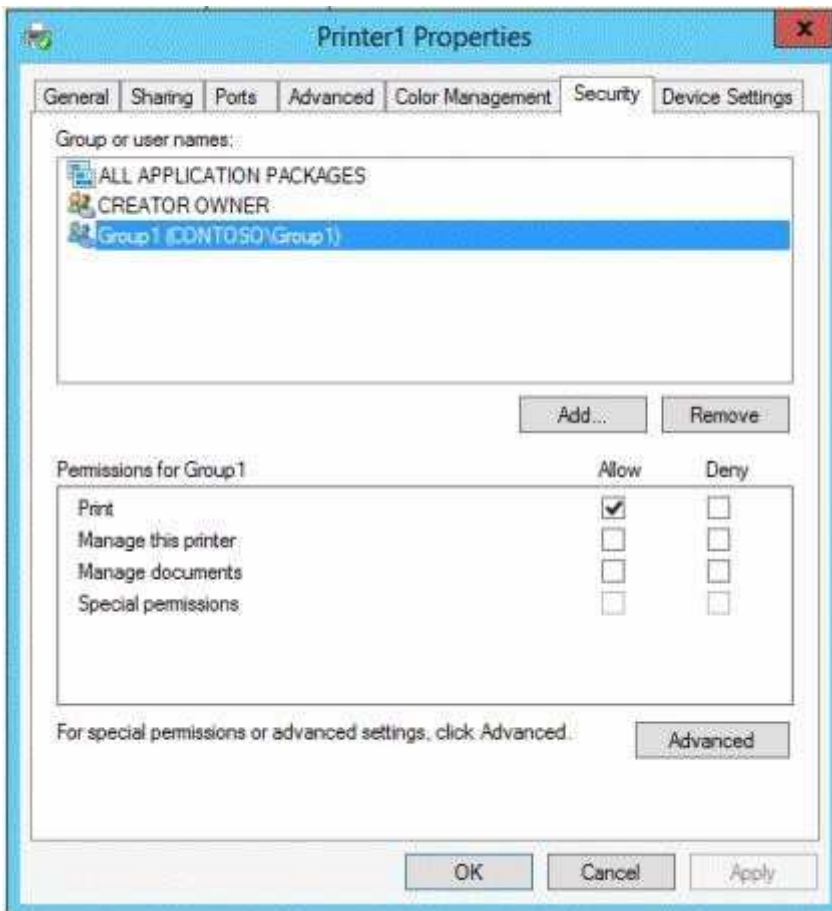 Printer1 Properties
x
General Sharing Ports Advanced Color Management Security Device Settings
Group or user names:
ALL APPLICATION PACKAGES
CREATOR OWNER
Group1 (CONTOSO\Group1)
Add... Remove
Permissions for Group1 Allow Deny
Print
Manage this printer
Manage documents
Special permissions
For special permissions or advanced settings, click Advanced.
Advanced
OK Cancel Apply